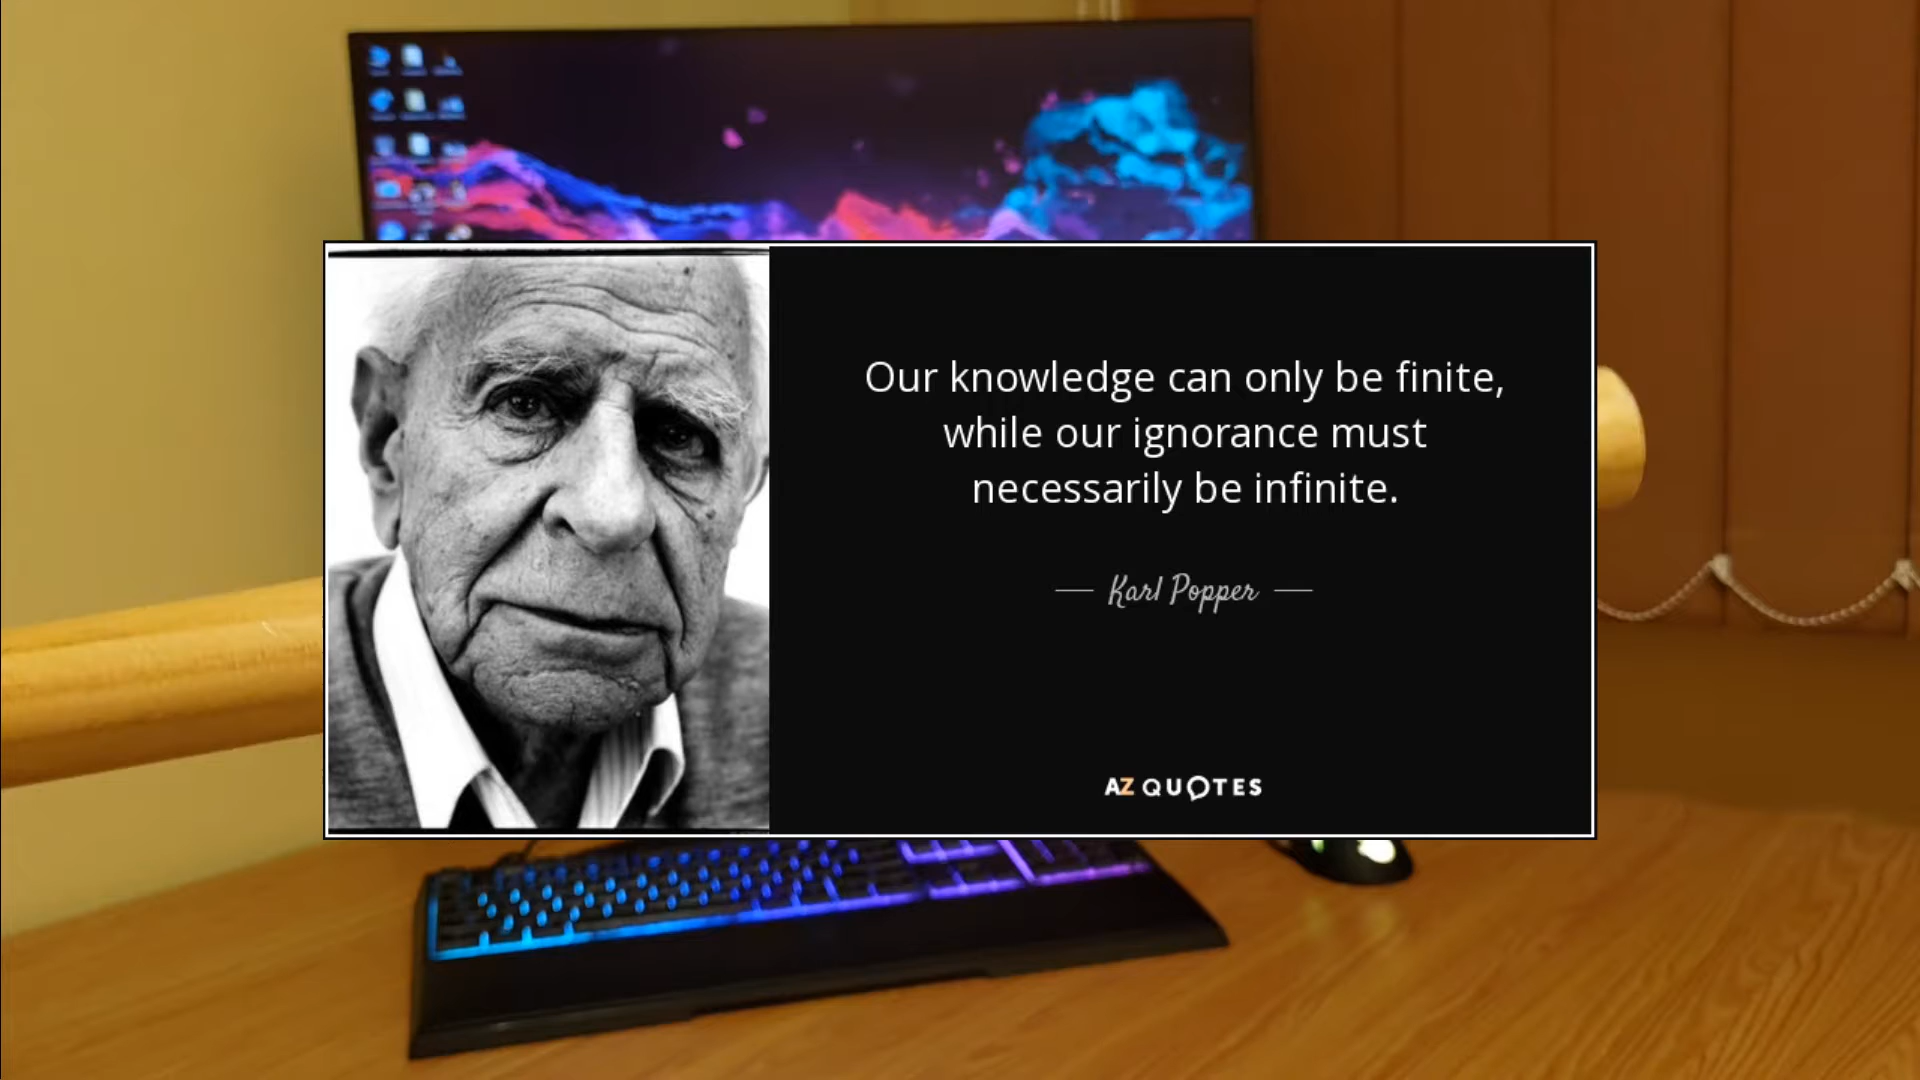 Our knowledge can only be finite,
while our ignorance must
necessarily be infinite.
Karl Popper
AZ QUOTES